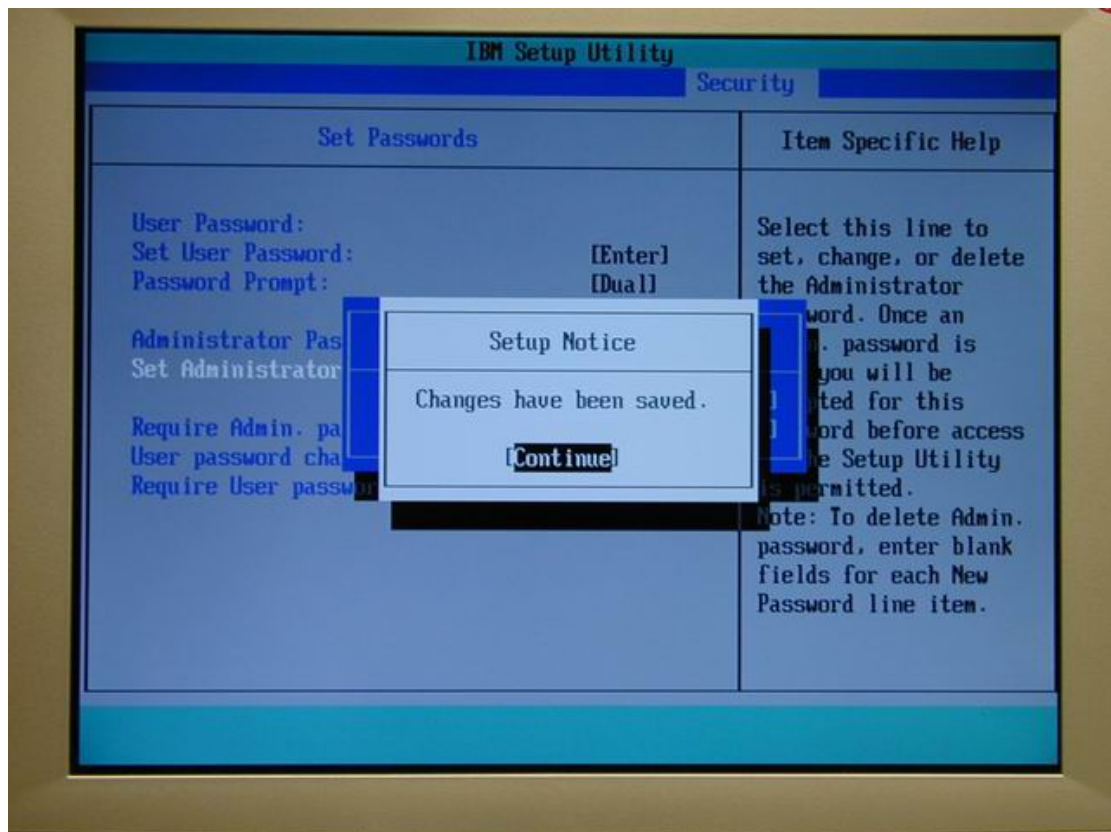 IBM Setup Utility
Security
Set Passwords
Item Specific Help
User Password:
Set User Password: [Enter]
Password Prompt: [Dual]
Administrator Pas
Set Administrator
Require Admin. pa
User password cha
Require User passwor
Setup Notice
Changes have been saved.
[Continue]
Select this line to
set, change, or delete
the Administrator
word. Once an
. password is
you will be
ted for this
ord before access
e Setup Utility
is permitted.
Note: To delete Admin.
password, enter blank
fields for each New
Password line item.